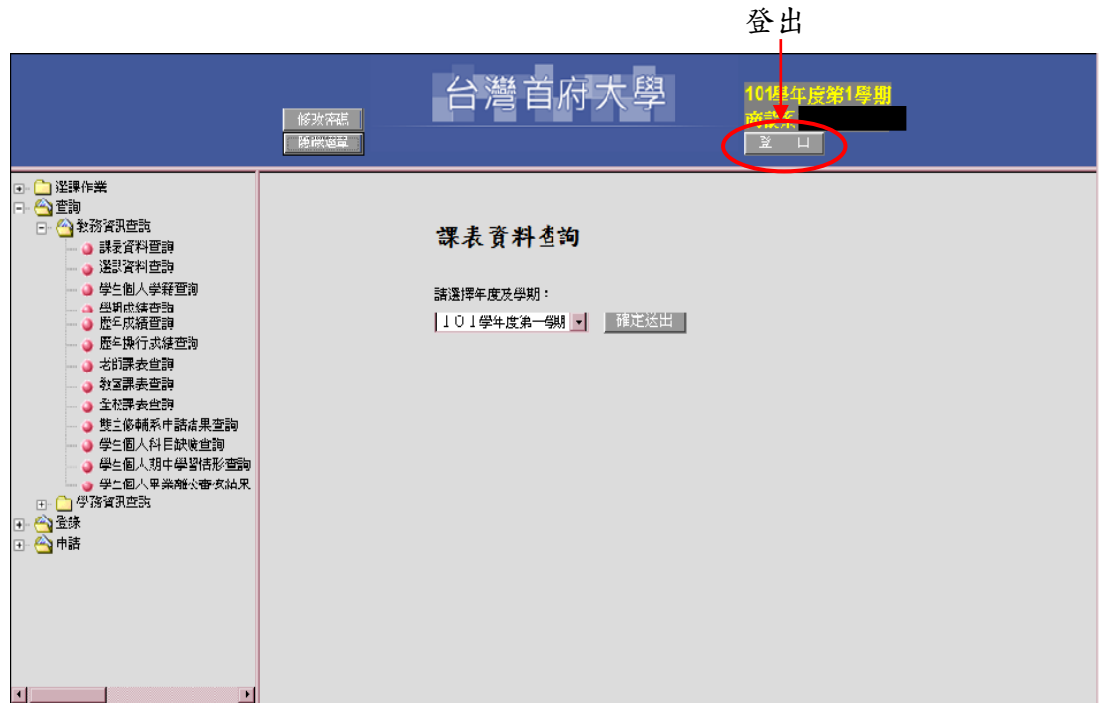 登出
台灣首府大學
101學年度第1學期
商設系
修改密碼
隱藏選單
登 出
選課作業
查詢
教務資訊查詢
課表資料查詢
選課資料查詢
學生個人學籍查詢
學期成績查詢
歷年成績查詢
歷年操行成績查詢
老師課表查詢
教室課表查詢
全校課表查詢
雙主修輔系申請結果查詢
學生個人科目缺曠查詢
學生個人期中學習情形查詢
學生個人畢業離校審核結果
學務資訊查詢
登錄
申請
課表資料查詢
請選擇年度及學期：
１０１學年度第一學期
確定送出